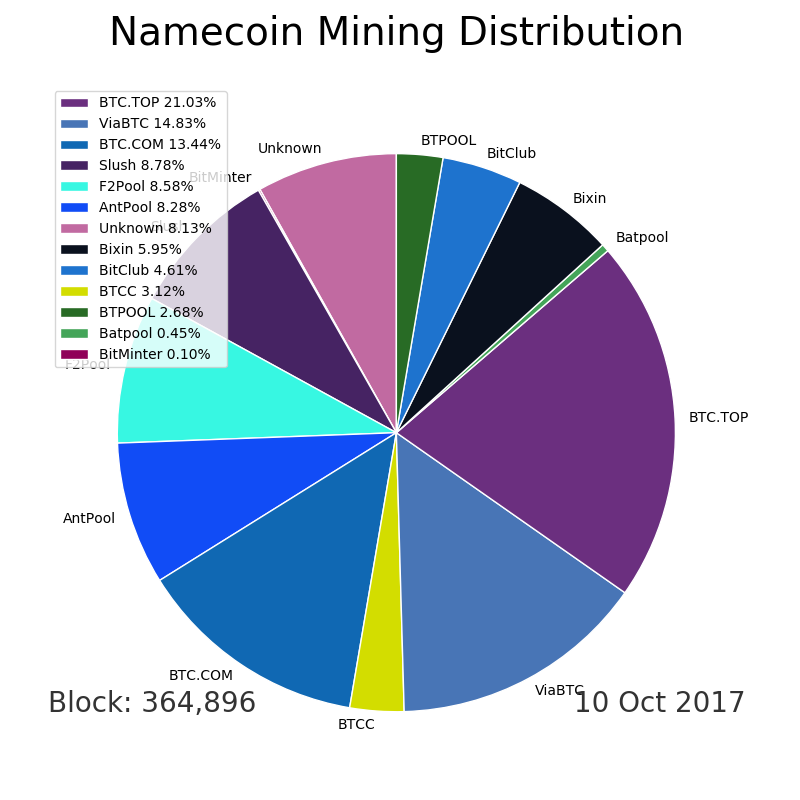 Namecoin Mining Distribution
BTC.TOP 21.03%
ViaBTC 14.83%
BTC.COM 13.44%
Slush 8.78%
F2Pool 8.58%
AntPool 8.28%
Unknown 8.13%
Bixin 5.95%
BitClub 4.61%
BTCC 3.12%
BTPOOL 2.68%
Batpool 0.45%
BitMinter 0.10%
BTPOOL
BitClub
Bixin
Batpool
BTC.TOP
ViaBTC
BTCC
BTC.COM
AntPool
F2Pool
Slush
BitMinter
Unknown
Block: 364,896
10 Oct 2017